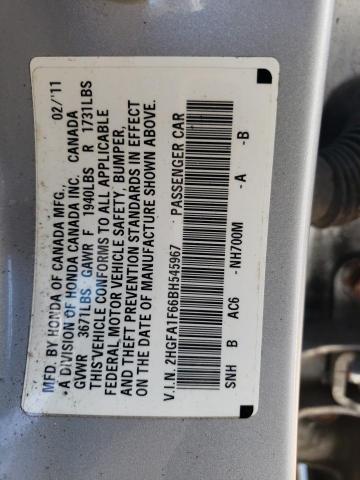 MFD. BY HONDA OF CANADA MFG., 02/'11
A DIVISION OF HONDA CANADA INC. CANADA
GVWR 3671LBS GAWR F 1940LBS R 1731LBS
THIS VEHICLE CONFORMS TO ALL APPLICABLE
FEDERAL MOTOR VEHICLE SAFETY, BUMPER,
AND THEFT PREVENTION STANDARDS IN EFFECT
ON THE DATE OF MANUFACTURE SHOWN ABOVE.
V.I.N. 2HGFA1F66BH545967 PASSENGER CAR
SNH B AC6 -NH700M -A -B